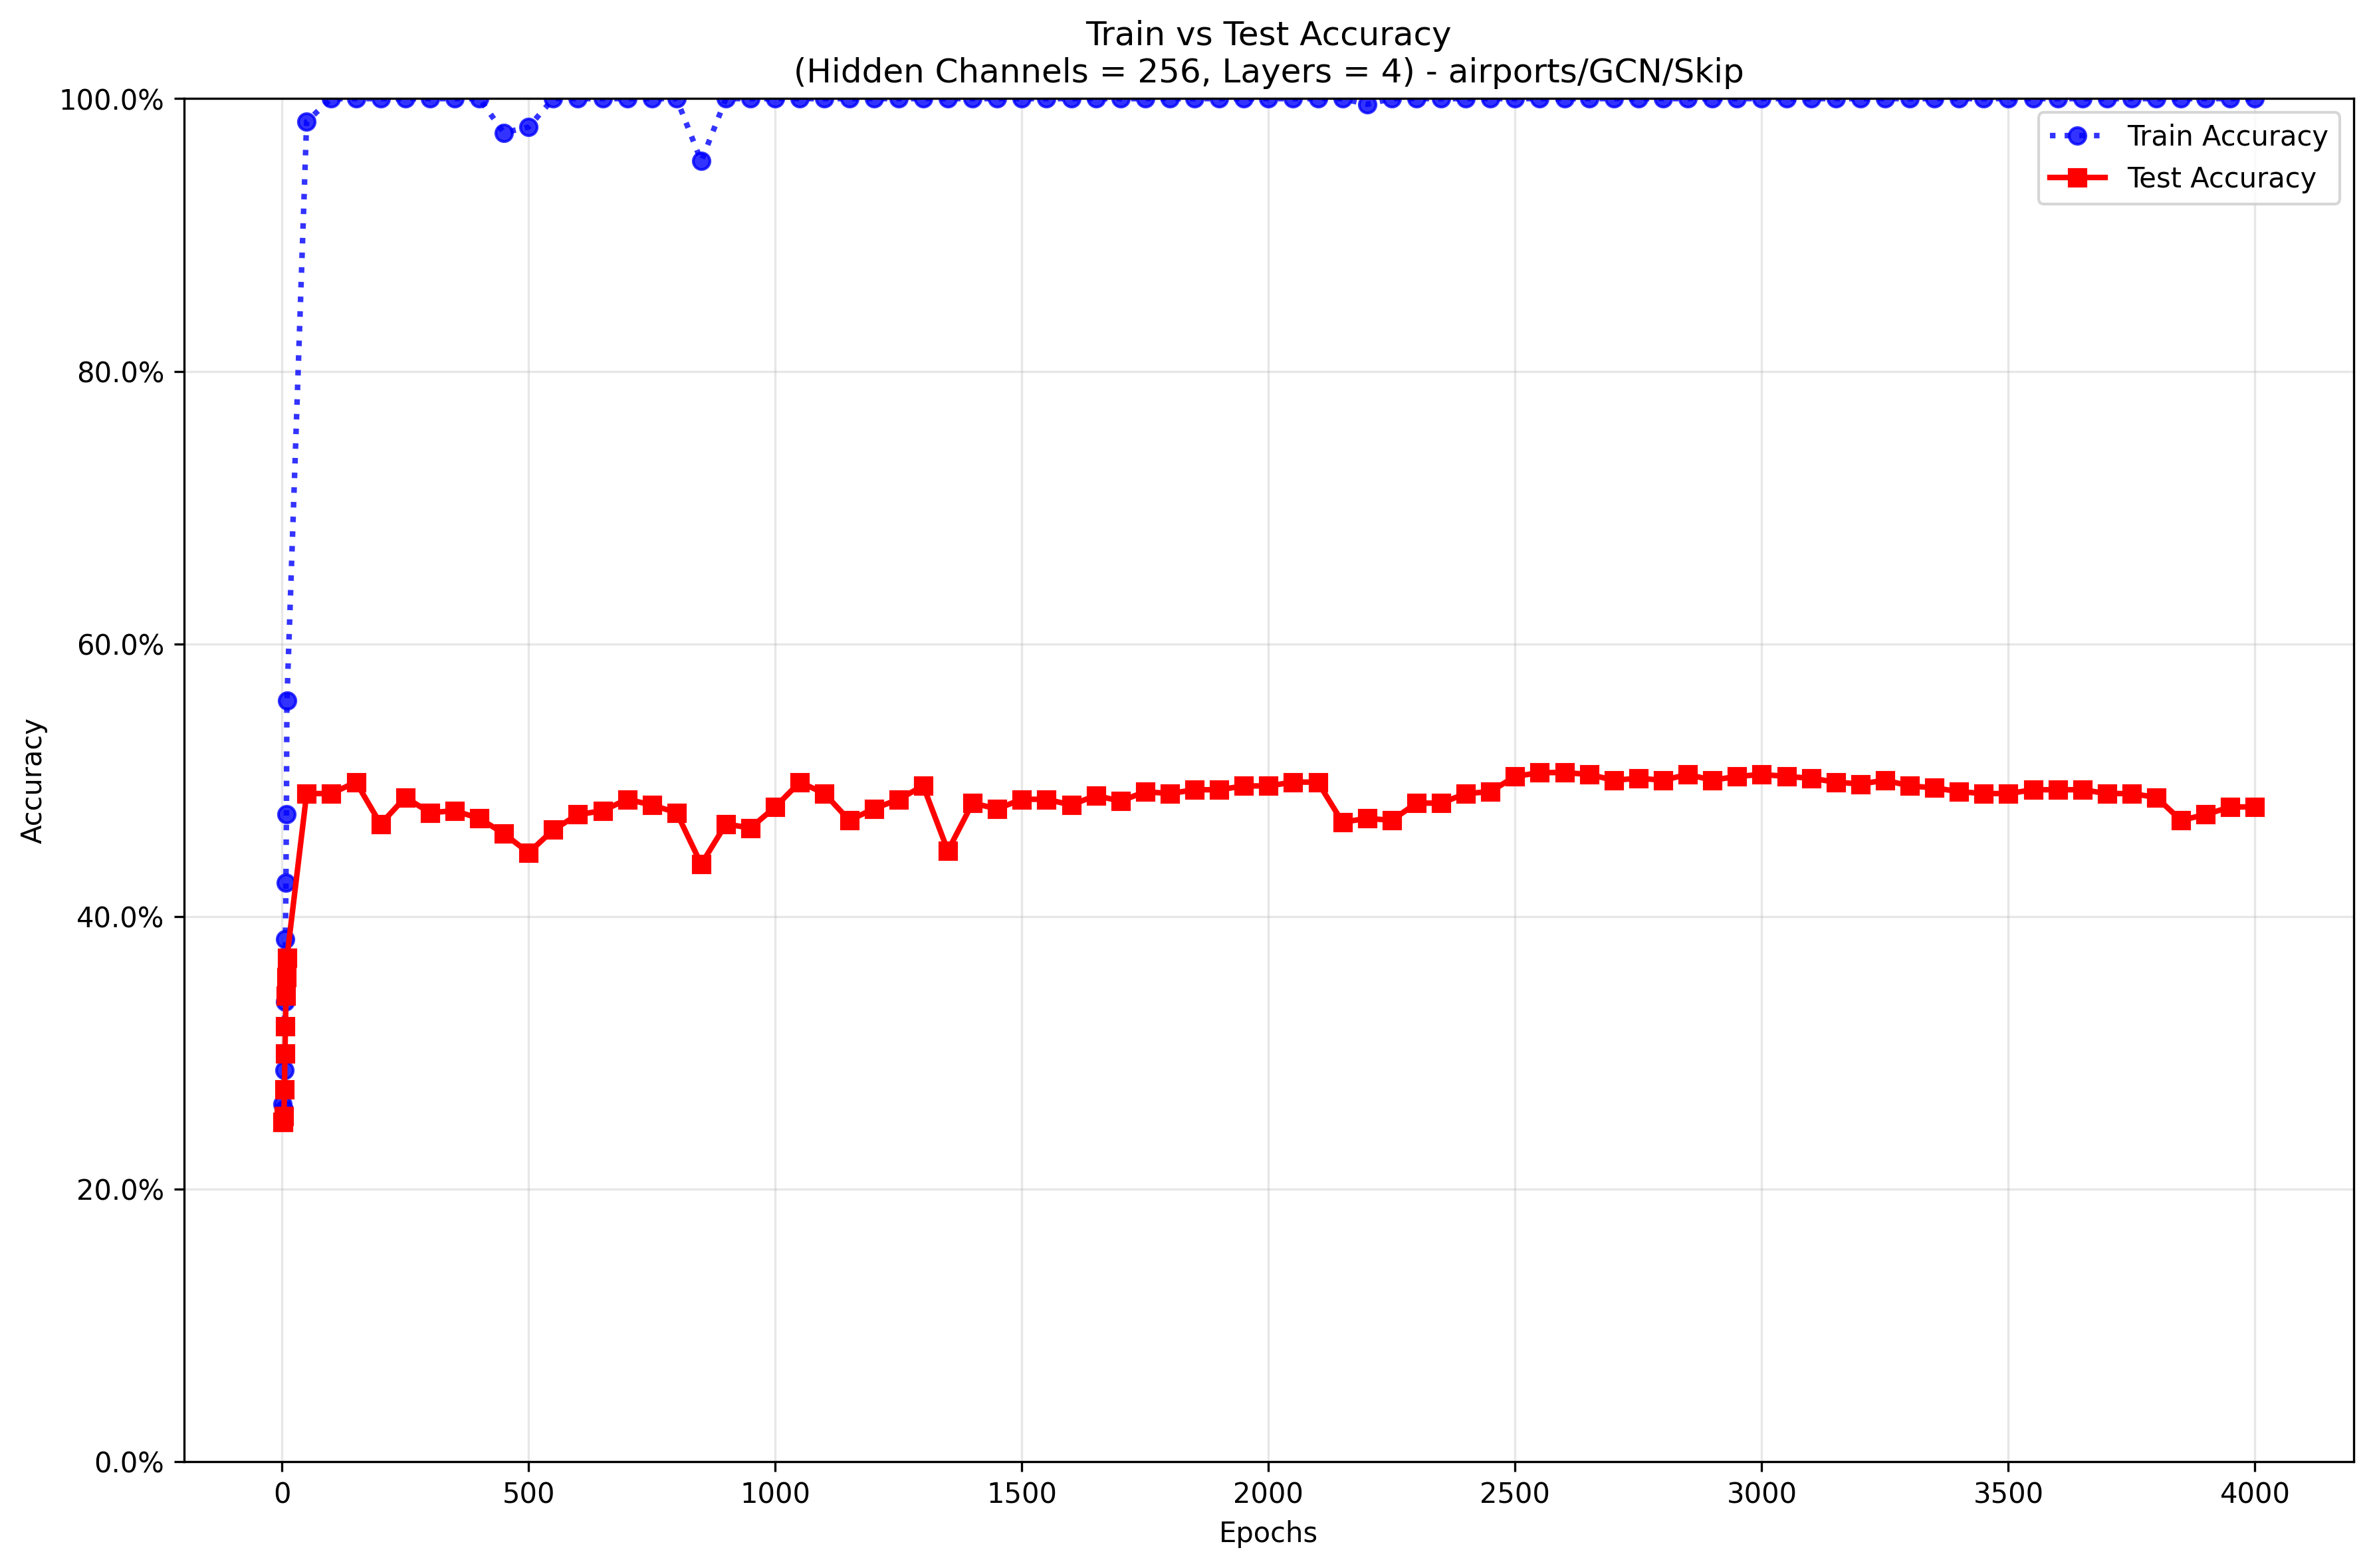 Train vs Test Accuracy
(Hidden Channels = 256, Layers = 4) - airports/GCN/Skip
100.0%
80.0%
60.0%
40.0%
20.0%
0.0%
Accuracy
Train Accuracy
Test Accuracy
0 500 1000 1500 2000 2500 3000 3500 4000
Epochs